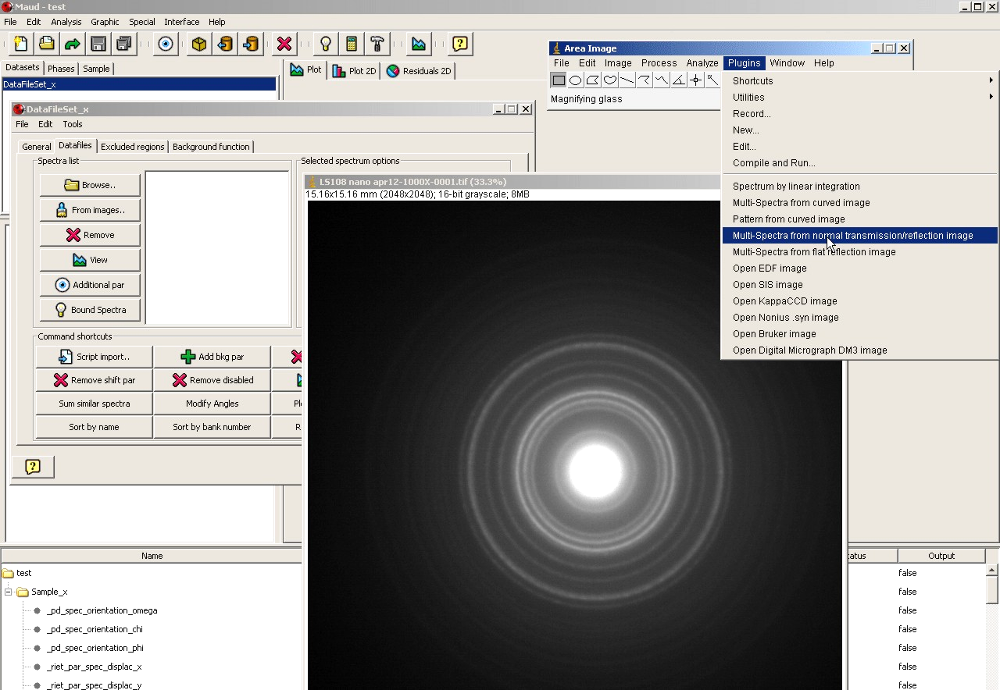 Maud - test
File Edit Analysis Graphic Special Interface Help
Datasets Phases Sample
DataFileSet_x
Plot Plot 2D Residuals 2D
Area Image
File Edit Image Process Analyze Plugins Window Help
Magnifying glass
Shortcuts
Utilities
Record...
New...
Edit...
Compile and Run...
Spectrum by linear integration
Multi-Spectra from curved image
Pattern from curved image
Multi-Spectra from normal transmission/reflection image
Multi-Spectra from flat reflection image
Open EDF image
Open SIS image
Open KappaCCD image
Open Nonius .syn image
Open Bruker image
Open Digital Micrograph DM3 image
DataFileSet_x
File Edit Tools
General Datafiles Excluded regions Background function
Spectra list
Selected spectrum options
Browse..
From images..
Remove
View
Additional par
Bound Spectra
Command shortcuts
Script import.. Add bkg par
Remove shift par Remove disabled
Sum similar spectra Modify Angles Pl
Sort by name Sort by bank number R
LS108 nano apr12-1000X-0001.tif (33.3%)
15.16x15.16 mm (2048x2048); 16-bit grayscale; 8MB
Name atus Output
test false
Sample_x false
_pd_spec_orientation_omega false
_pd_spec_orientation_chi false
_pd_spec_orientation_phi false
_riet_par_spec_displac_x false
_riet_par_spec_displac_y false